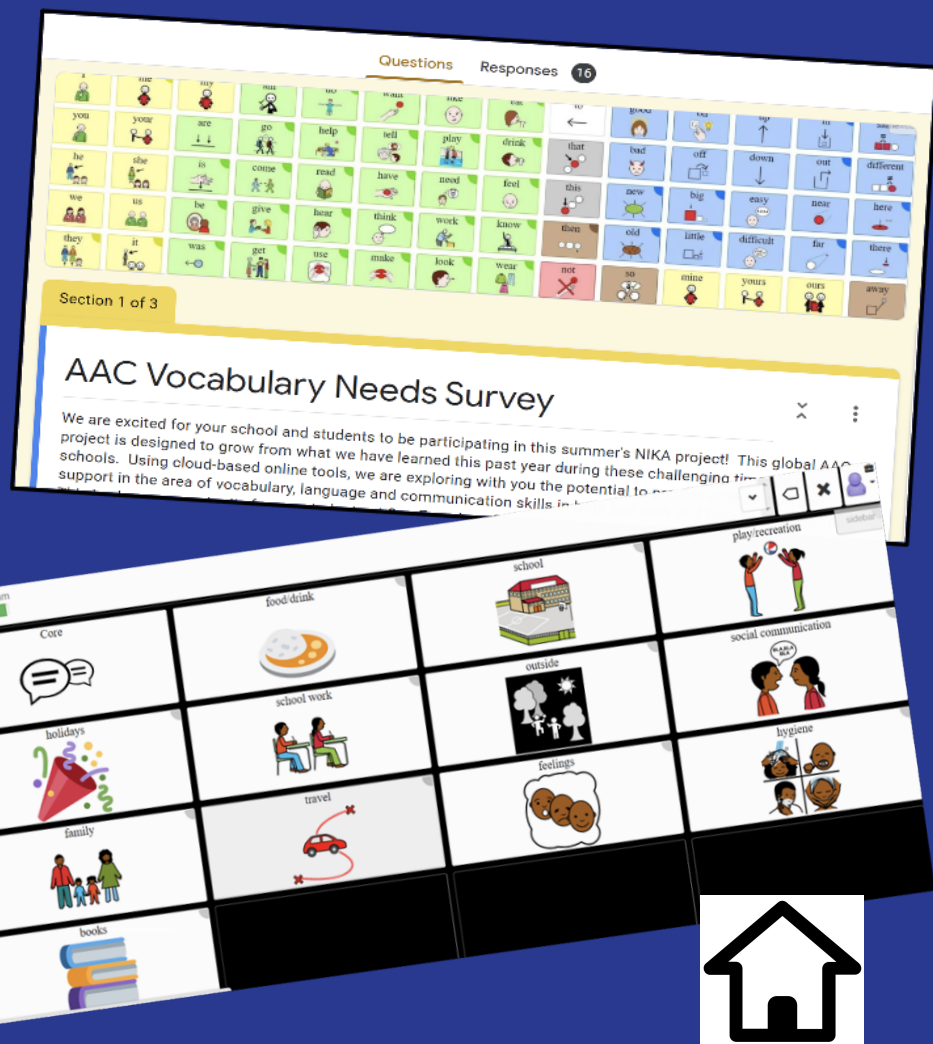 Questions Responses 16
you your are go help tell play drink that bad off down out different
he she is come read have need feel this new big easy near here
we us be give hear think work know then old little difficult far there
they it was get use make look wear not so mine yours ours away
Section 1 of 3
AAC Vocabulary Needs Survey
We are excited for your school and students to be participating in this summer's NIKA project! This global AAC
project is designed to grow from what we have learned this past year during these challenging
schools. Using cloud-based online tools, we are exploring with you the potential to
support in the area of vocabulary, language and communication skills in
sidebar
Core food/drink school play/recreation
holidays school work outside social communication
BLA BLA
BLA
family travel feelings hygiene
books